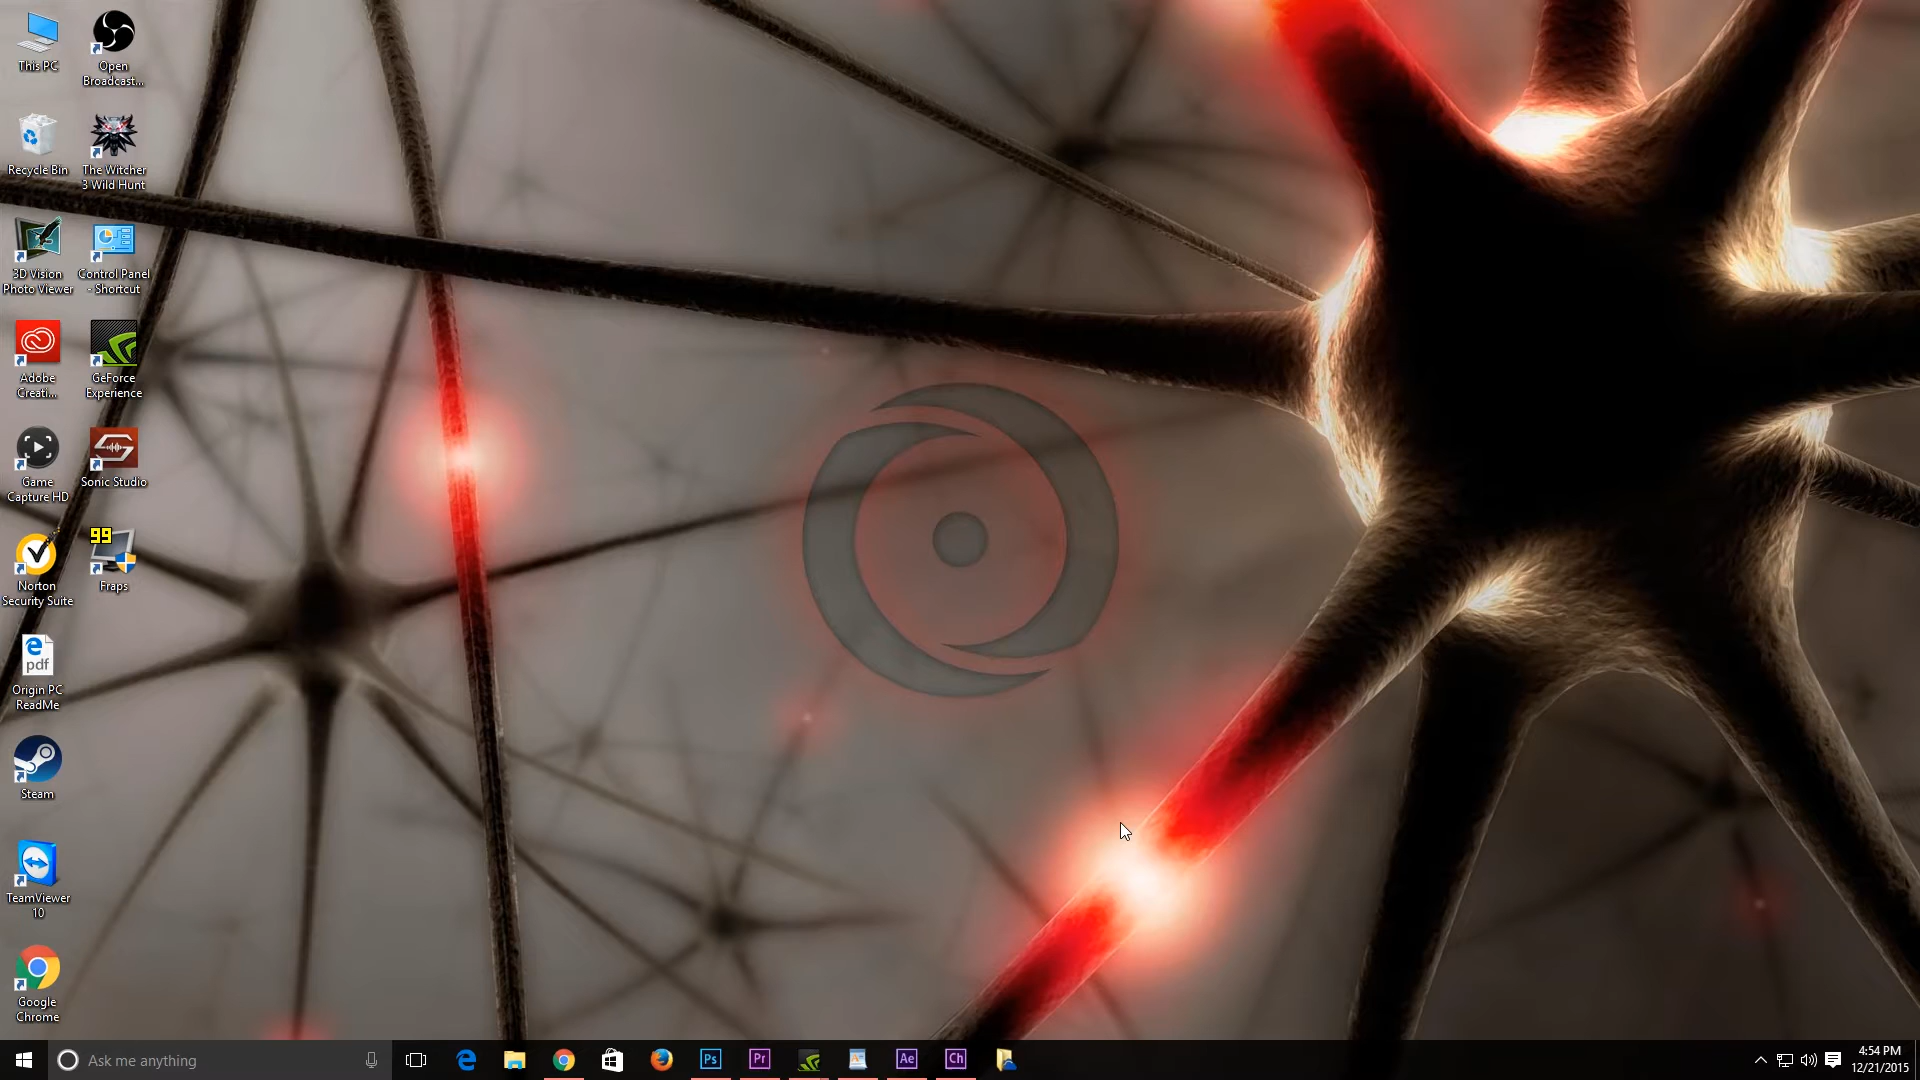 This PC
Open
Broadcast...
Recycle Bin
The Witcher
3 Wild Hunt
3D Vision
Photo Viewer
Control Panel
- Shortcut
Adobe
Creati...
GeForce
Experience
Game
Capture HD
Sonic Studio
Norton
Security Suite
99
Fraps
pdf
Origin PC
ReadMe
Steam
TeamViewer
10
Google
Chrome
Ask me anything
Ps
Pr
Ae
Ch
4:54 PM
12/21/2015